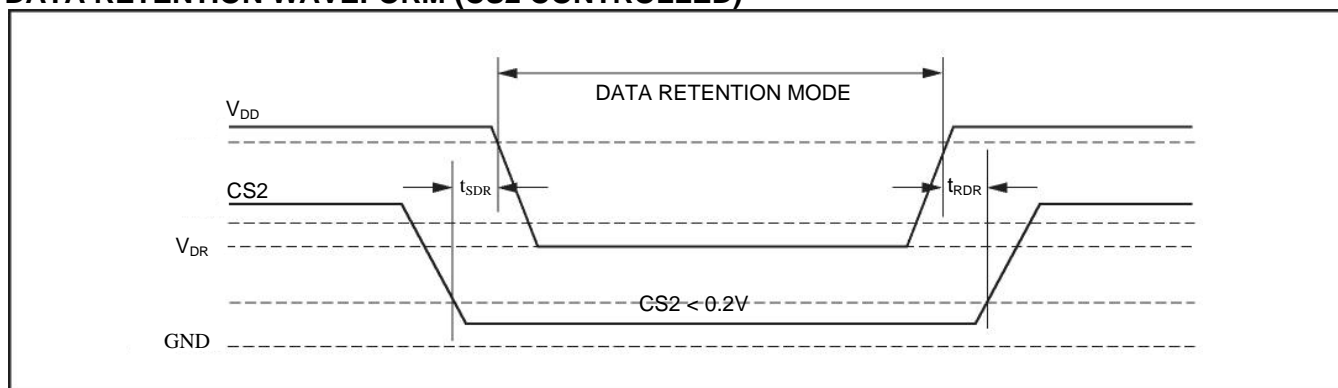 DATA RETENTION WAVEFORM (CS2 CONTROLLED)
DATA RETENTION MODE
VDD
tSDR
tRDR
CS2
VDR
CS2 < 0.2V
GND